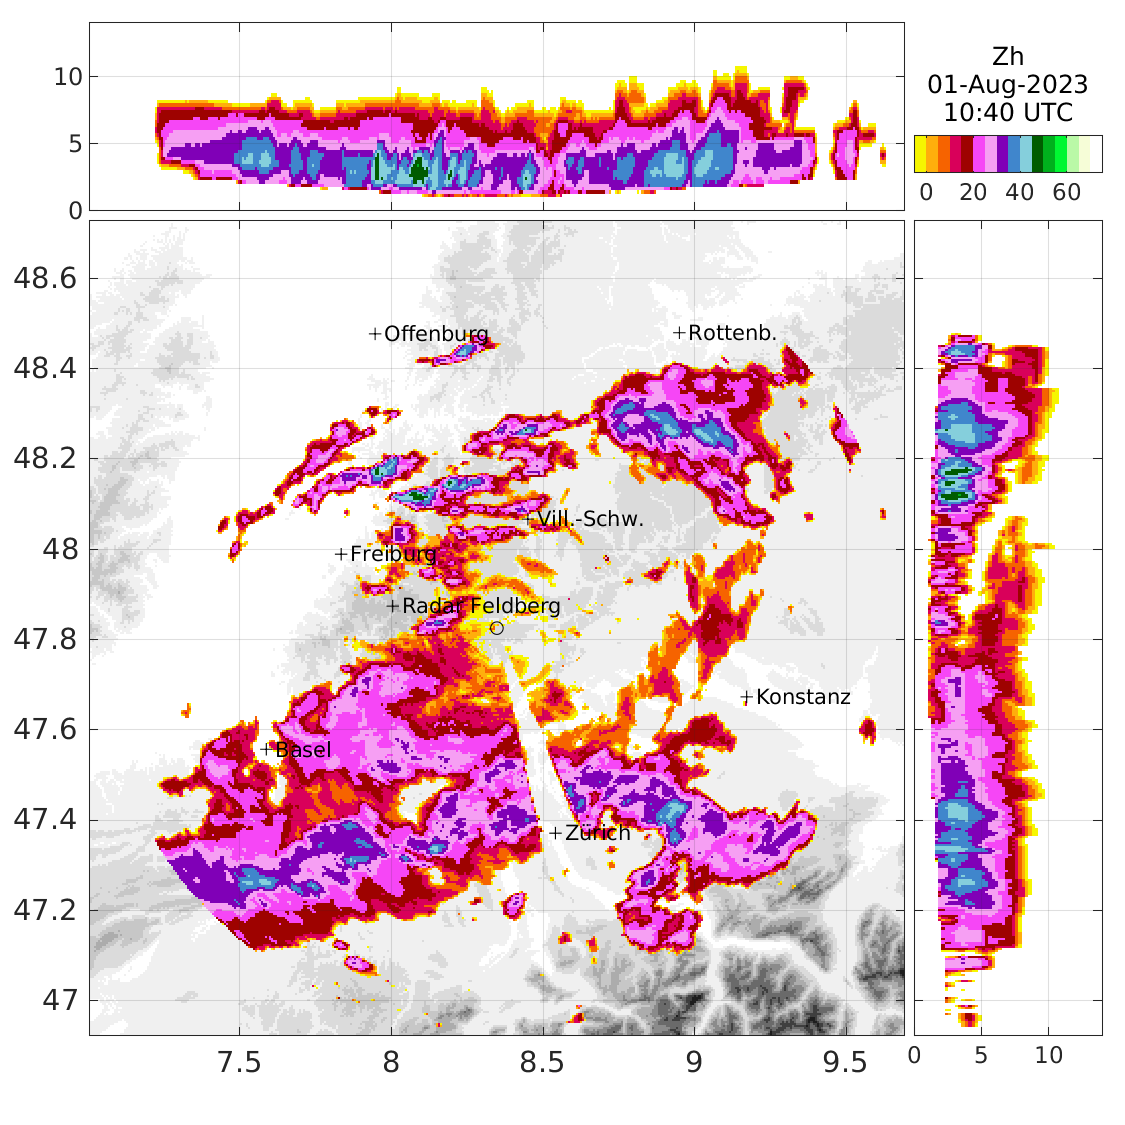 10
5
0
Zh
01-Aug-2023
10:40 UTC
0 20 40 60
48.6
48.4
48.2
48
47.8
47.6
47.4
47.2
47
+Offenburg
+Rottenb.
+Vill.-Schw.
+Freiburg
+Radar Feldberg
+Konstanz
+Basel
+Zürich
7.5 8 8.5 9 9.5
0 5 10